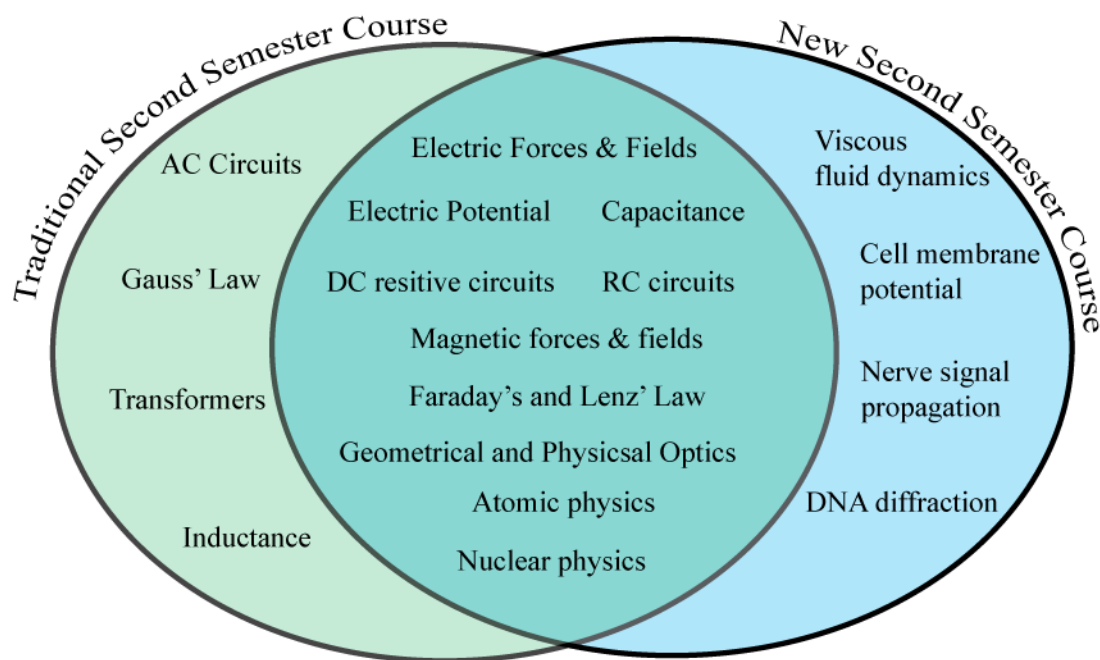 Traditional Second Semester Course
New Second Semester Course
AC Circuits
Gauss' Law
Transformers
Inductance
Electric Forces & Fields
Electric Potential
Capacitance
DC resitive circuits
RC circuits
Magnetic forces & fields
Faraday's and Lenz' Law
Geometrical and Physicsal Optics
Atomic physics
Nuclear physics
Viscous
fluid dynamics
Cell membrane
potential
Nerve signal
propagation
DNA diffraction